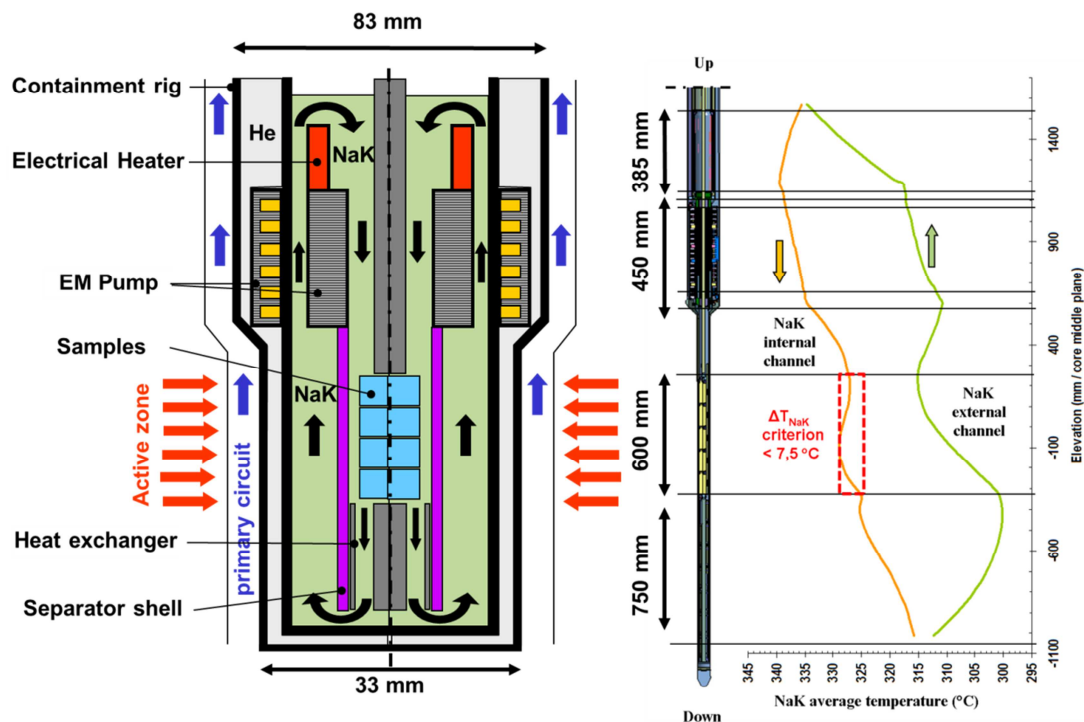 83 mm
Containment rig
He
Electrical Heater
NaK
EM Pump
Samples
NaK
Active zone
primary circuit
Heat exchanger
Separator shell
33 mm
Up
385 mm
450 mm
600 mm
750 mm
NaK
internal
channel
NaK
external
channel
ΔTNaK
criterion
< 7,5 °C
1400
900
400
-100
-600
-1100
Elevation (mm / core middle plane)
345 340 335 330 325 320 315 310 305 300 295
NaK average temperature (°C)
Down